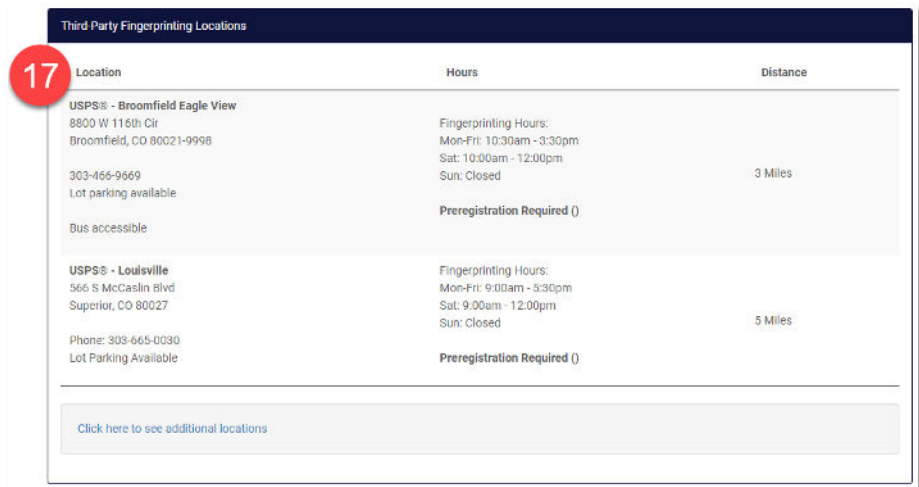 Third-Party Fingerprinting Locations
17
Location Hours Distance
USPS® - Broomfield Eagle View
8800 W 116th Cir
Broomfield, CO 80021-9998
303-466-9669
Lot parking available
Bus accessible
Fingerprinting Hours:
Mon-Fri: 10:30am - 3:30pm
Sat: 10:00am - 12:00pm
Sun: Closed
Preregistration Required ()
3 Miles
USPS® - Louisville
566 S McCaslin Blvd
Superior, CO 80027
Phone: 303-665-0030
Lot Parking Available
Fingerprinting Hours:
Mon-Fri: 9:00am - 5:30pm
Sat: 9:00am - 12:00pm
Sun: Closed
Preregistration Required ()
5 Miles
Click here to see additional locations